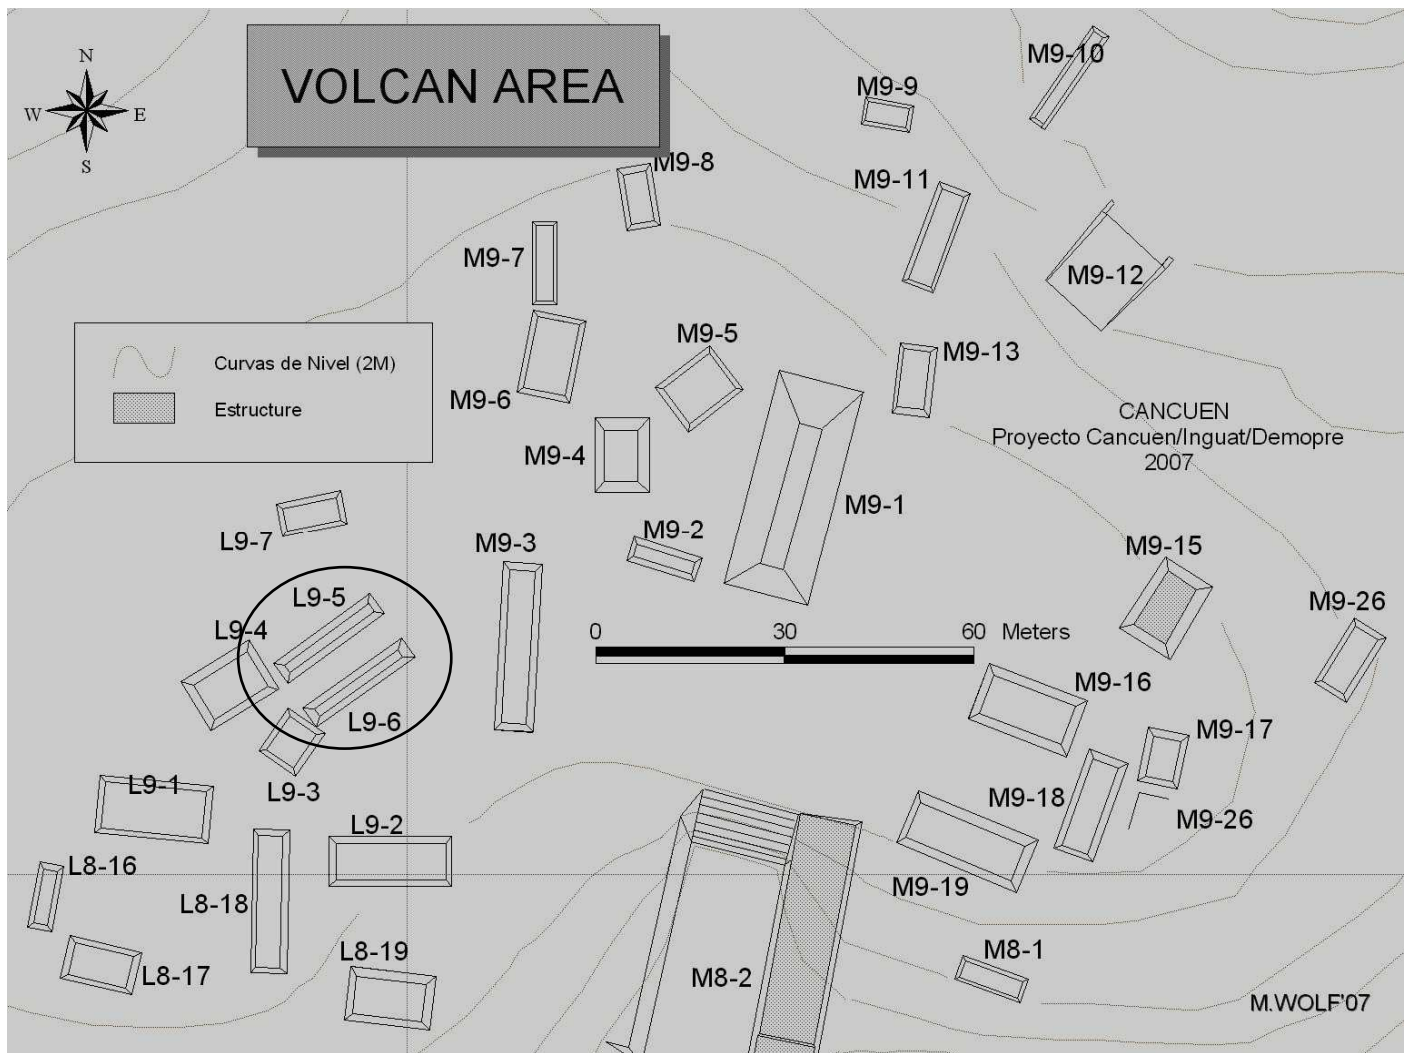 VOLCAN AREA
N
W
E
S
M9-10
M9-9
M9-8
M9-11
M9-7
M9-12
M9-5
M9-13
Curvas de Nivel (2M)
Estructure
M9-6
CANCUEN
Proyecto Cancuen/Inguat/Demopre
2007
M9-4
M9-1
L9-7
M9-3
M9-2
M9-15
L9-5
M9-26
L9-4
0 30 60 Meters
M9-16
L9-6
M9-17
L9-1
L9-3
M9-18
M9-26
L9-2
L8-16
M9-19
L8-18
L8-19
M8-1
L8-17
M8-2
M.WOLF'07